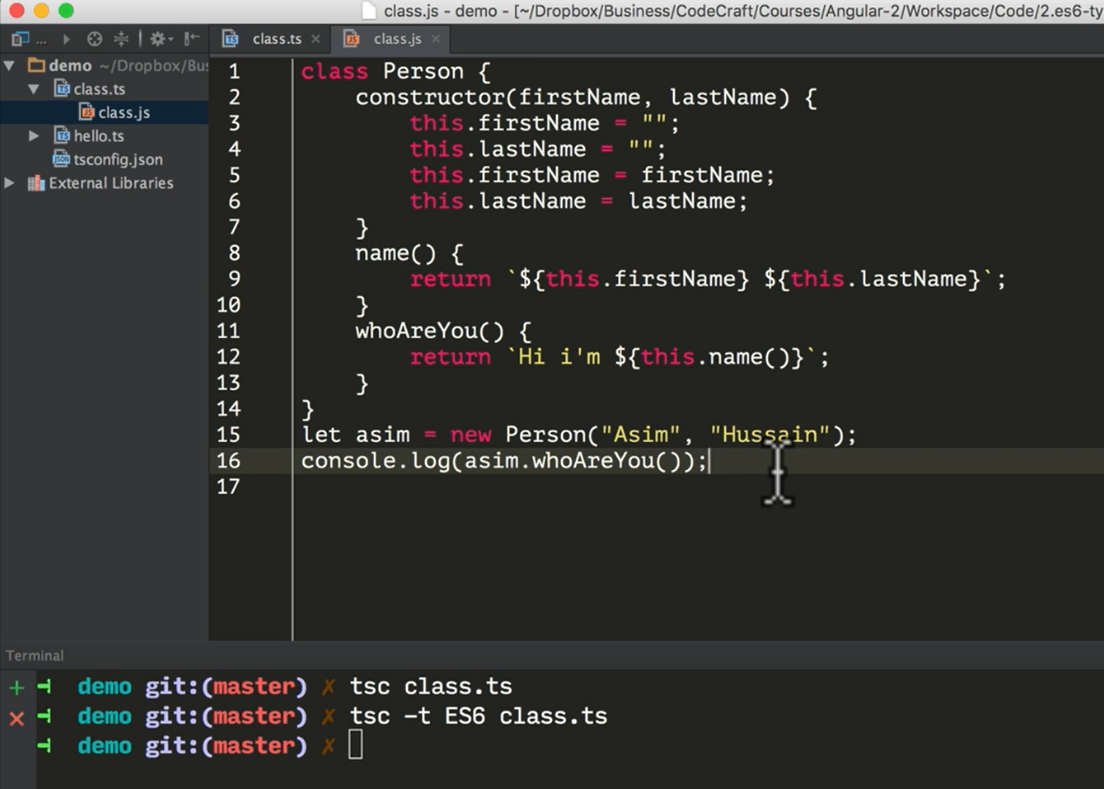 class.js - demo - [~/Dropbox/Business/CodeCraft/Courses/Angular-2/Workspace/Code/2.es6-ty
...
class.ts
class.js
demo ~/Dropbox/Bus
class.ts
class.js
hello.ts
tsconfig.json
External Libraries
1 class Person {
2 constructor(firstName, lastName) {
3 this.firstName = "";
4 this.lastName = "";
5 this.firstName = firstName;
6 this.lastName = lastName;
7 }
8 name() {
9 return `${this.firstName} ${this.lastName}`;
10 }
11 whoAreYou() {
12 return `Hi i'm ${this.name()}`;
13 }
14 }
15 let asim = new Person("Asim", "Hussain");
16 console.log(asim.whoAreYou());
17
Terminal
demo git:(master) ✗ tsc class.ts
demo git:(master) ✗ tsc -t ES6 class.ts
demo git:(master) ✗